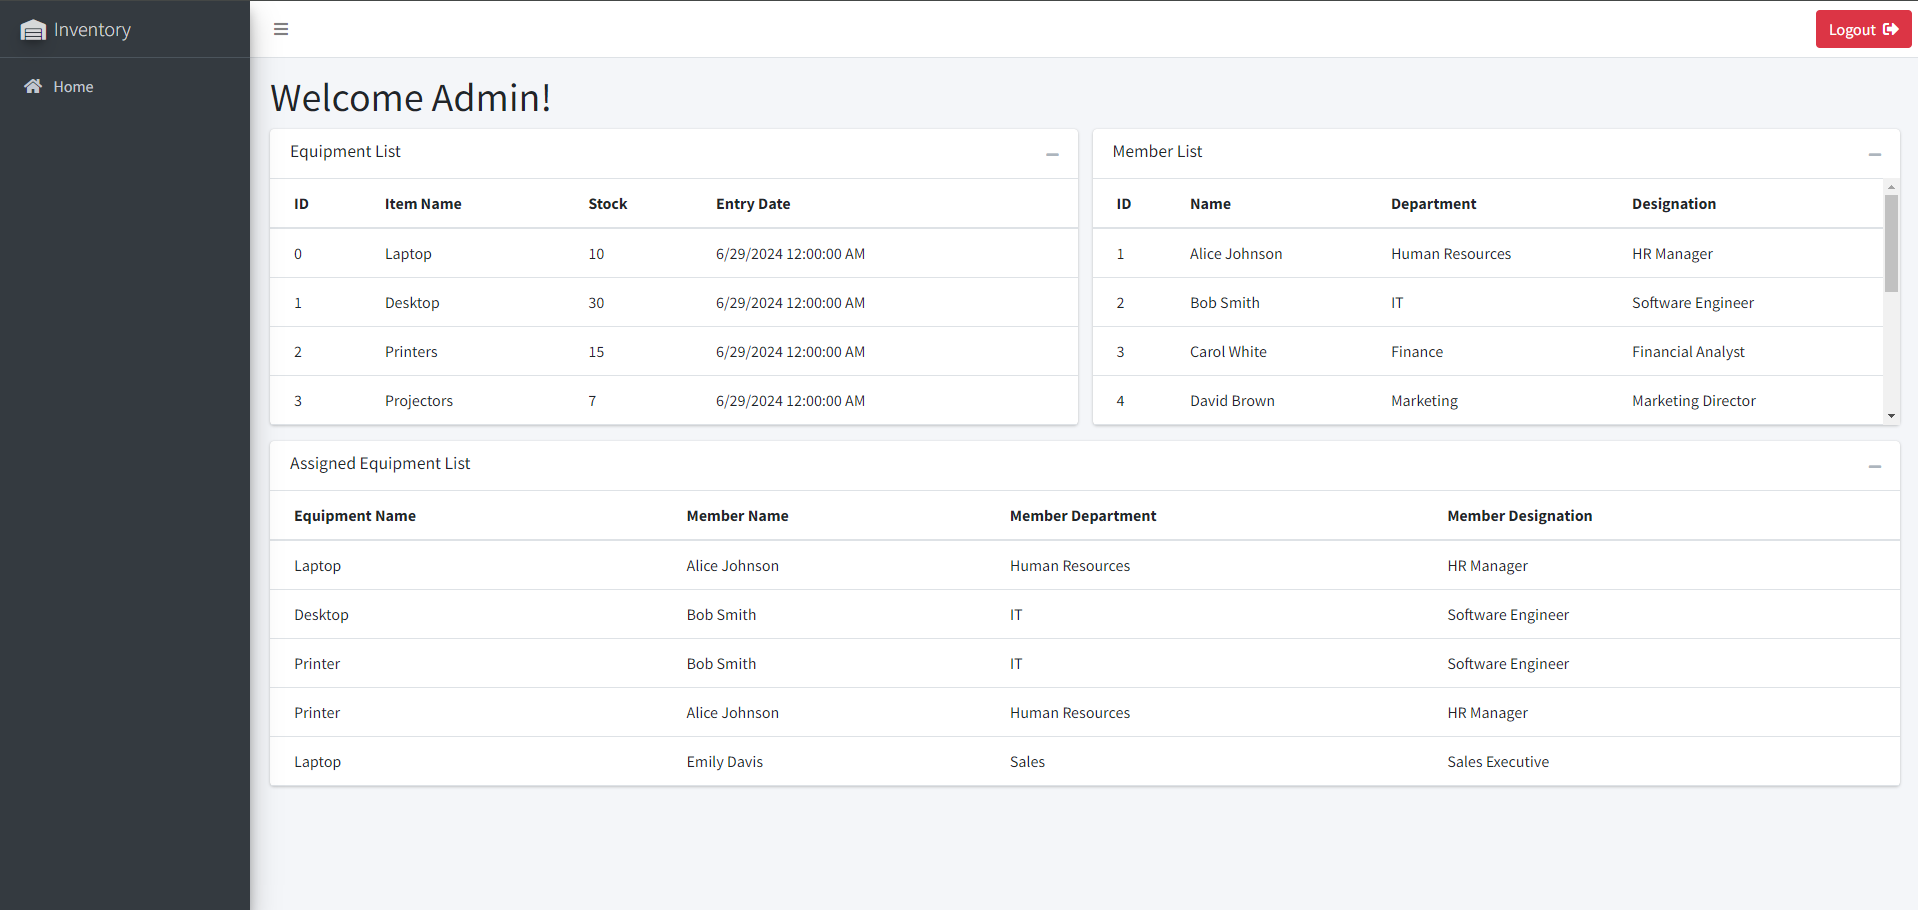 Inventory
Logout
Home
Welcome Admin!
Equipment List
ID Item Name Stock Entry Date
0 Laptop 10 6/29/2024 12:00:00 AM
1 Desktop 30 6/29/2024 12:00:00 AM
2 Printers 15 6/29/2024 12:00:00 AM
3 Projectors 7 6/29/2024 12:00:00 AM
Member List
ID Name Department Designation
1 Alice Johnson Human Resources HR Manager
2 Bob Smith IT Software Engineer
3 Carol White Finance Financial Analyst
4 David Brown Marketing Marketing Director
Assigned Equipment List
Equipment Name Member Name Member Department Member Designation
Laptop Alice Johnson Human Resources HR Manager
Desktop Bob Smith IT Software Engineer
Printer Bob Smith IT Software Engineer
Printer Alice Johnson Human Resources HR Manager
Laptop Emily Davis Sales Sales Executive